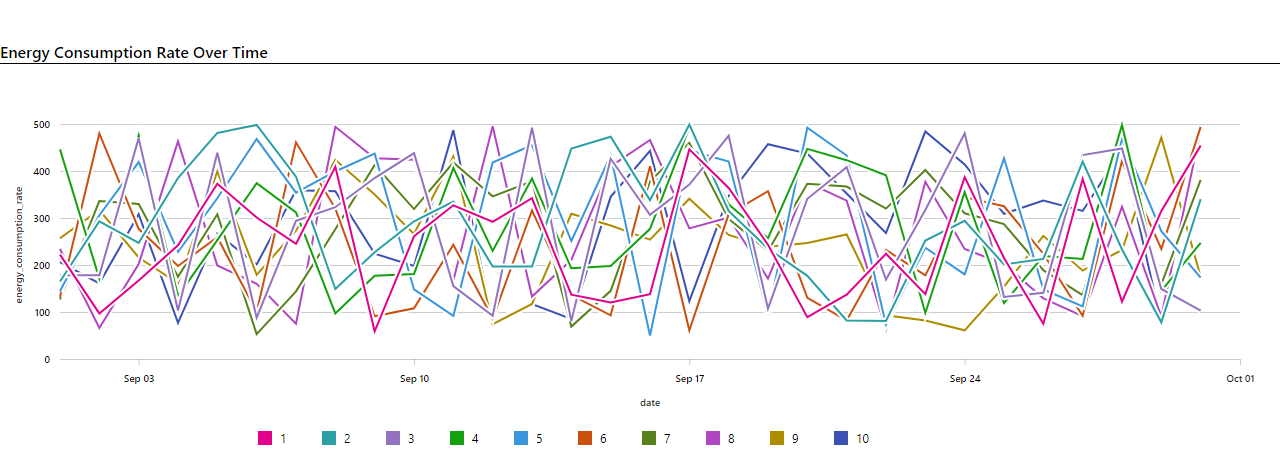 Energy Consumption Rate Over Time
energy_consumption_rate
500
400
300
200
100
0
Sep 03 Sep 10 Sep 17 Sep 24 Oct 01
date
1 2 3 4 5 6 7 8 9 10